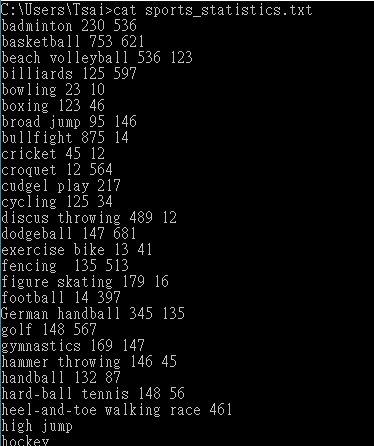 C:\Users\Tsai>cat sports_statistics.txt
badminton 230 536
basketball 753 621
beach volleyball 536 123
billiards 125 597
bowling 23 10
boxing 123 46
broad jump 95 146
bullfight 875 14
cricket 45 12
croquet 12 564
cudgel play 217
cycling 125 34
discus throwing 489 12
dodgeball 147 681
exercise bike 13 41
fencing  135 513
figure skating 179 16
football 14 397
German handball 345 135
golf 148 567
gymnastics 169 147
hammer throwing 146 45
handball 132 87
hard-ball tennis 148 56
heel-and-toe walking race 461
high jump
hockey